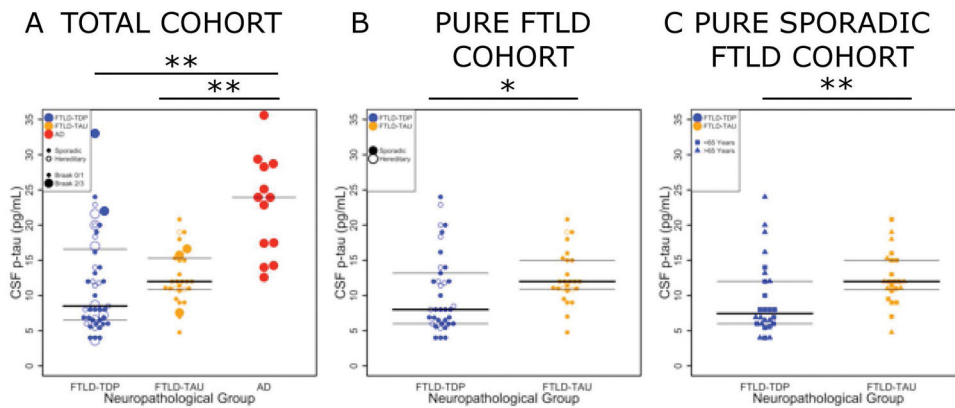 A TOTAL COHORT
**
**
CSF p-tau (pg/mL)
35
30
25
20
15
10
5
0
FTLD-TDP
FTLD-TAU
AD
Sporadic
Hereditary
Braak 0/1
Braak 2/3
FTLD-TDP FTLD-TAU AD
Neuropathological Group
B PURE FTLD
COHORT
*
CSF p-tau (pg/mL)
35
30
25
20
15
10
5
0
FTLD-TDP
FTLD-TAU
Sporadic
Hereditary
FTLD-TDP FTLD-TAU
Neuropathological Group
C PURE SPORADIC
FTLD COHORT
**
CSF p-tau (pg/mL)
35
30
25
20
15
10
5
0
FTLD-TDP
FTLD-TAU
<65 Years
>65 Years
FTLD-TDP FTLD-TAU
Neuropathological Group